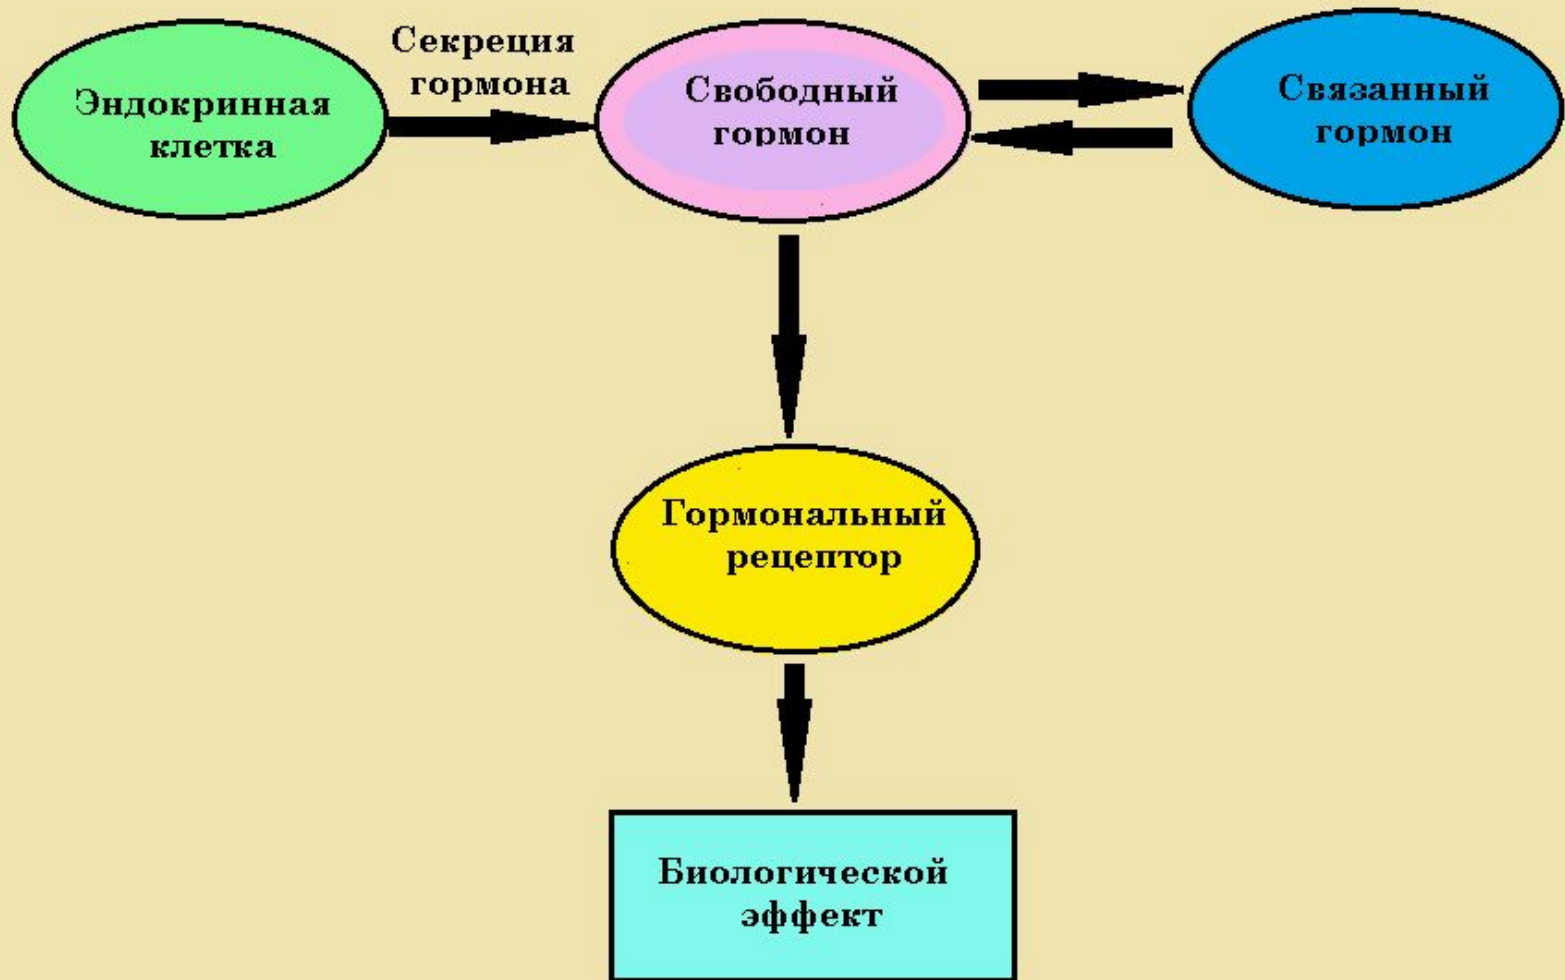 Эндокринная
клетка
Секреция
гормона
Свободный
гормон
Связанный
гормон
Гормональный
рецептор
Биологической
эффект